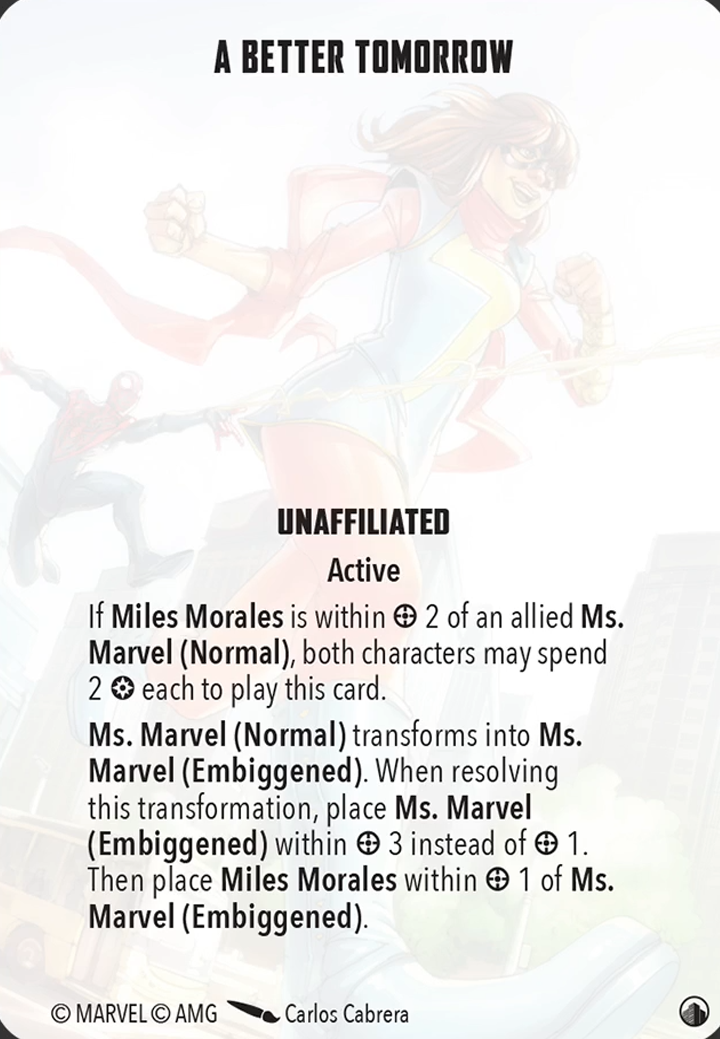 A BETTER TOMORROW
UNAFFILIATED
Active
If Miles Morales is within 2 of an allied Ms.
Marvel (Normal), both characters may spend
2 each to play this card.
Ms. Marvel (Normal) transforms into Ms.
Marvel (Embiggened). When resolving
this transformation, place Ms. Marvel
(Embiggened) within 3 instead of 1.
Then place Miles Morales within 1 of Ms.
Marvel (Embiggened).
© MARVEL © AMG Carlos Cabrera